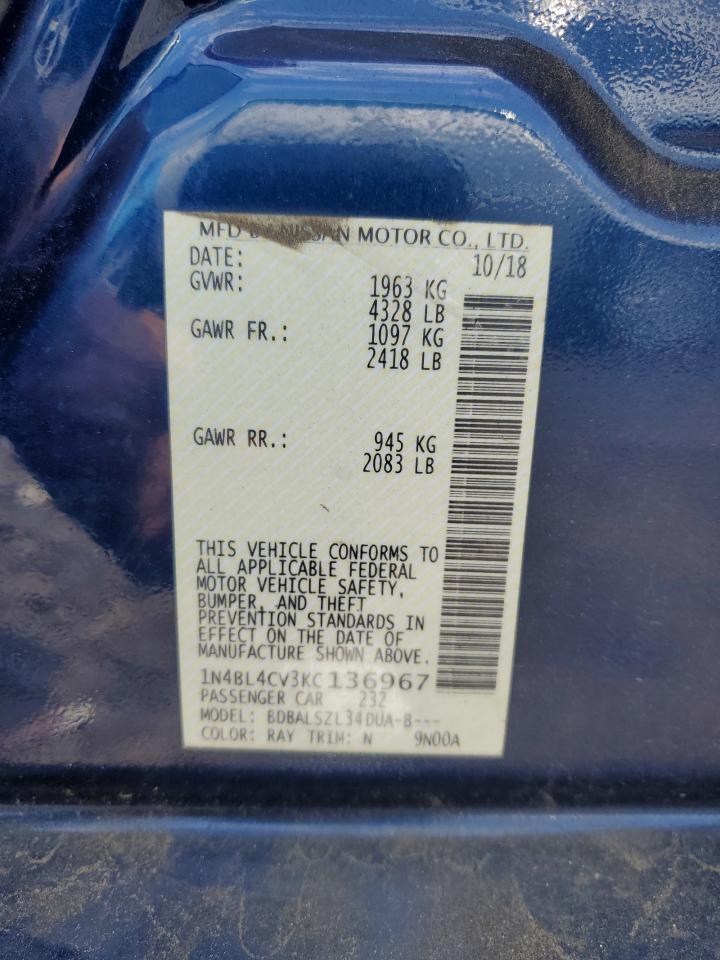 MFD BY NISSAN MOTOR CO., LTD.
DATE: 10/18
GVWR: 1963 KG
4328 LB
GAWR FR.: 1097 KG
2418 LB
GAWR RR.: 945 KG
2083 LB
THIS VEHICLE CONFORMS TO
ALL APPLICABLE FEDERAL
MOTOR VEHICLE SAFETY,
BUMPER, AND THEFT
PREVENTION STANDARDS IN
EFFECT ON THE DATE OF
MANUFACTURE SHOWN ABOVE.
1N4BL4CV3KC136967
PASSENGER CAR 232
MODEL: BDBALSZL34DUA-B---
COLOR: RAY TRIM: N 9N00A